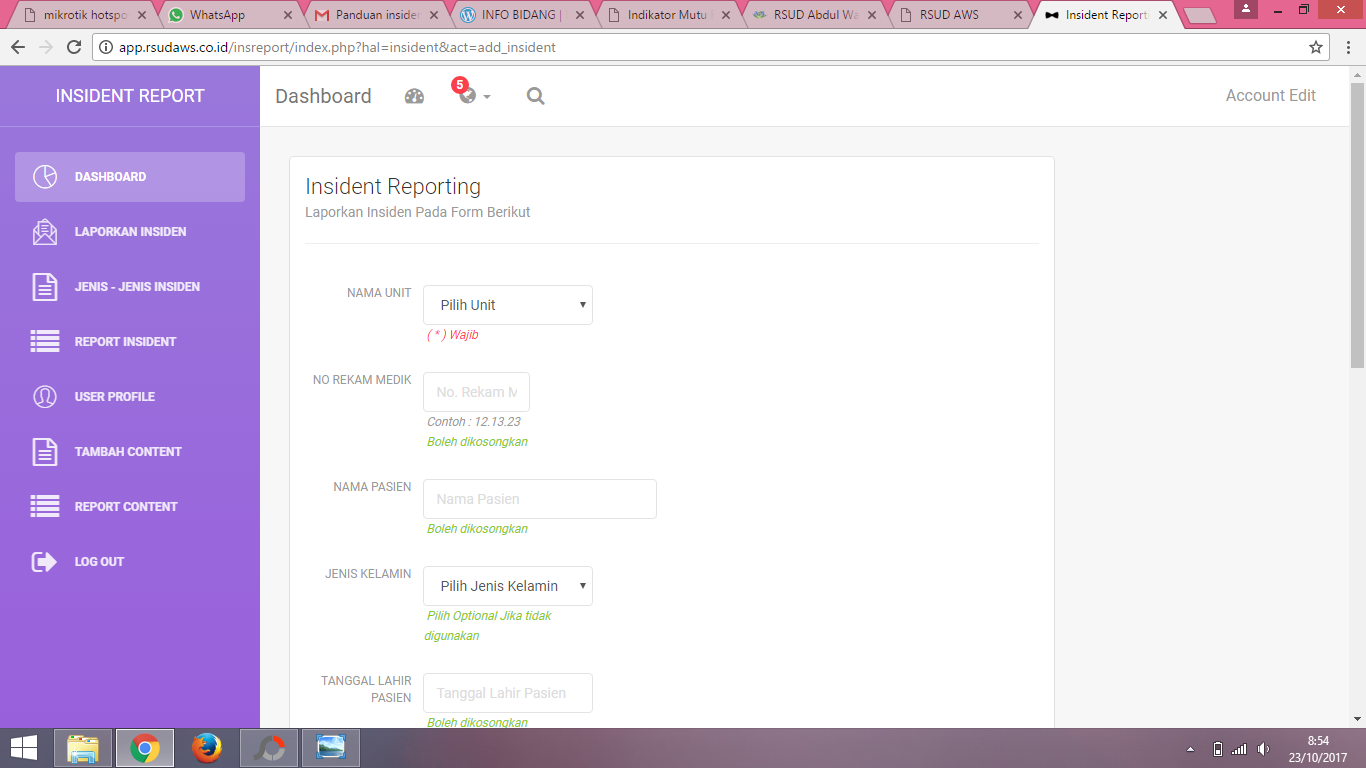 mikrotik hotspo
WhatsApp
Panduan insiden
INFO BIDANG |
Indikator Mutu
RSUD Abdul Wa
RSUD AWS
Insident Reporti
app.rsudaws.co.id/insreport/index.php?hal=insident&act=add_insident
INSIDENT REPORT
Dashboard
5
Account Edit
DASHBOARD
LAPORKAN INSIDEN
JENIS - JENIS INSIDEN
REPORT INSIDENT
USER PROFILE
TAMBAH CONTENT
REPORT CONTENT
LOG OUT
Insident Reporting
Laporkan Insiden Pada Form Berikut
NAMA UNIT
Pilih Unit
( * ) Wajib
NO REKAM MEDIK
No. Rekam M
Contoh : 12.13.23
Boleh dikosongkan
NAMA PASIEN
Nama Pasien
Boleh dikosongkan
JENIS KELAMIN
Pilih Jenis Kelamin
Pilih Optional Jika tidak
digunakan
TANGGAL LAHIR
PASIEN
Tanggal Lahir Pasien
Boleh dikosongkan
8:54
23/10/2017